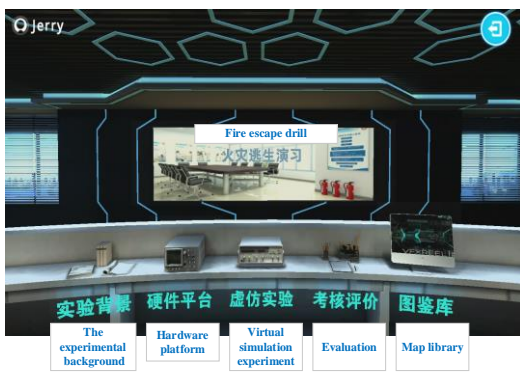 Jerry
Fire escape drill
火灾逃生演习
实验背景 硬件平台 虚仿实验 考核评价 图鉴库
The
experimental
background
Hardware
platform
Virtual
simulation
experiment
Evaluation
Map library